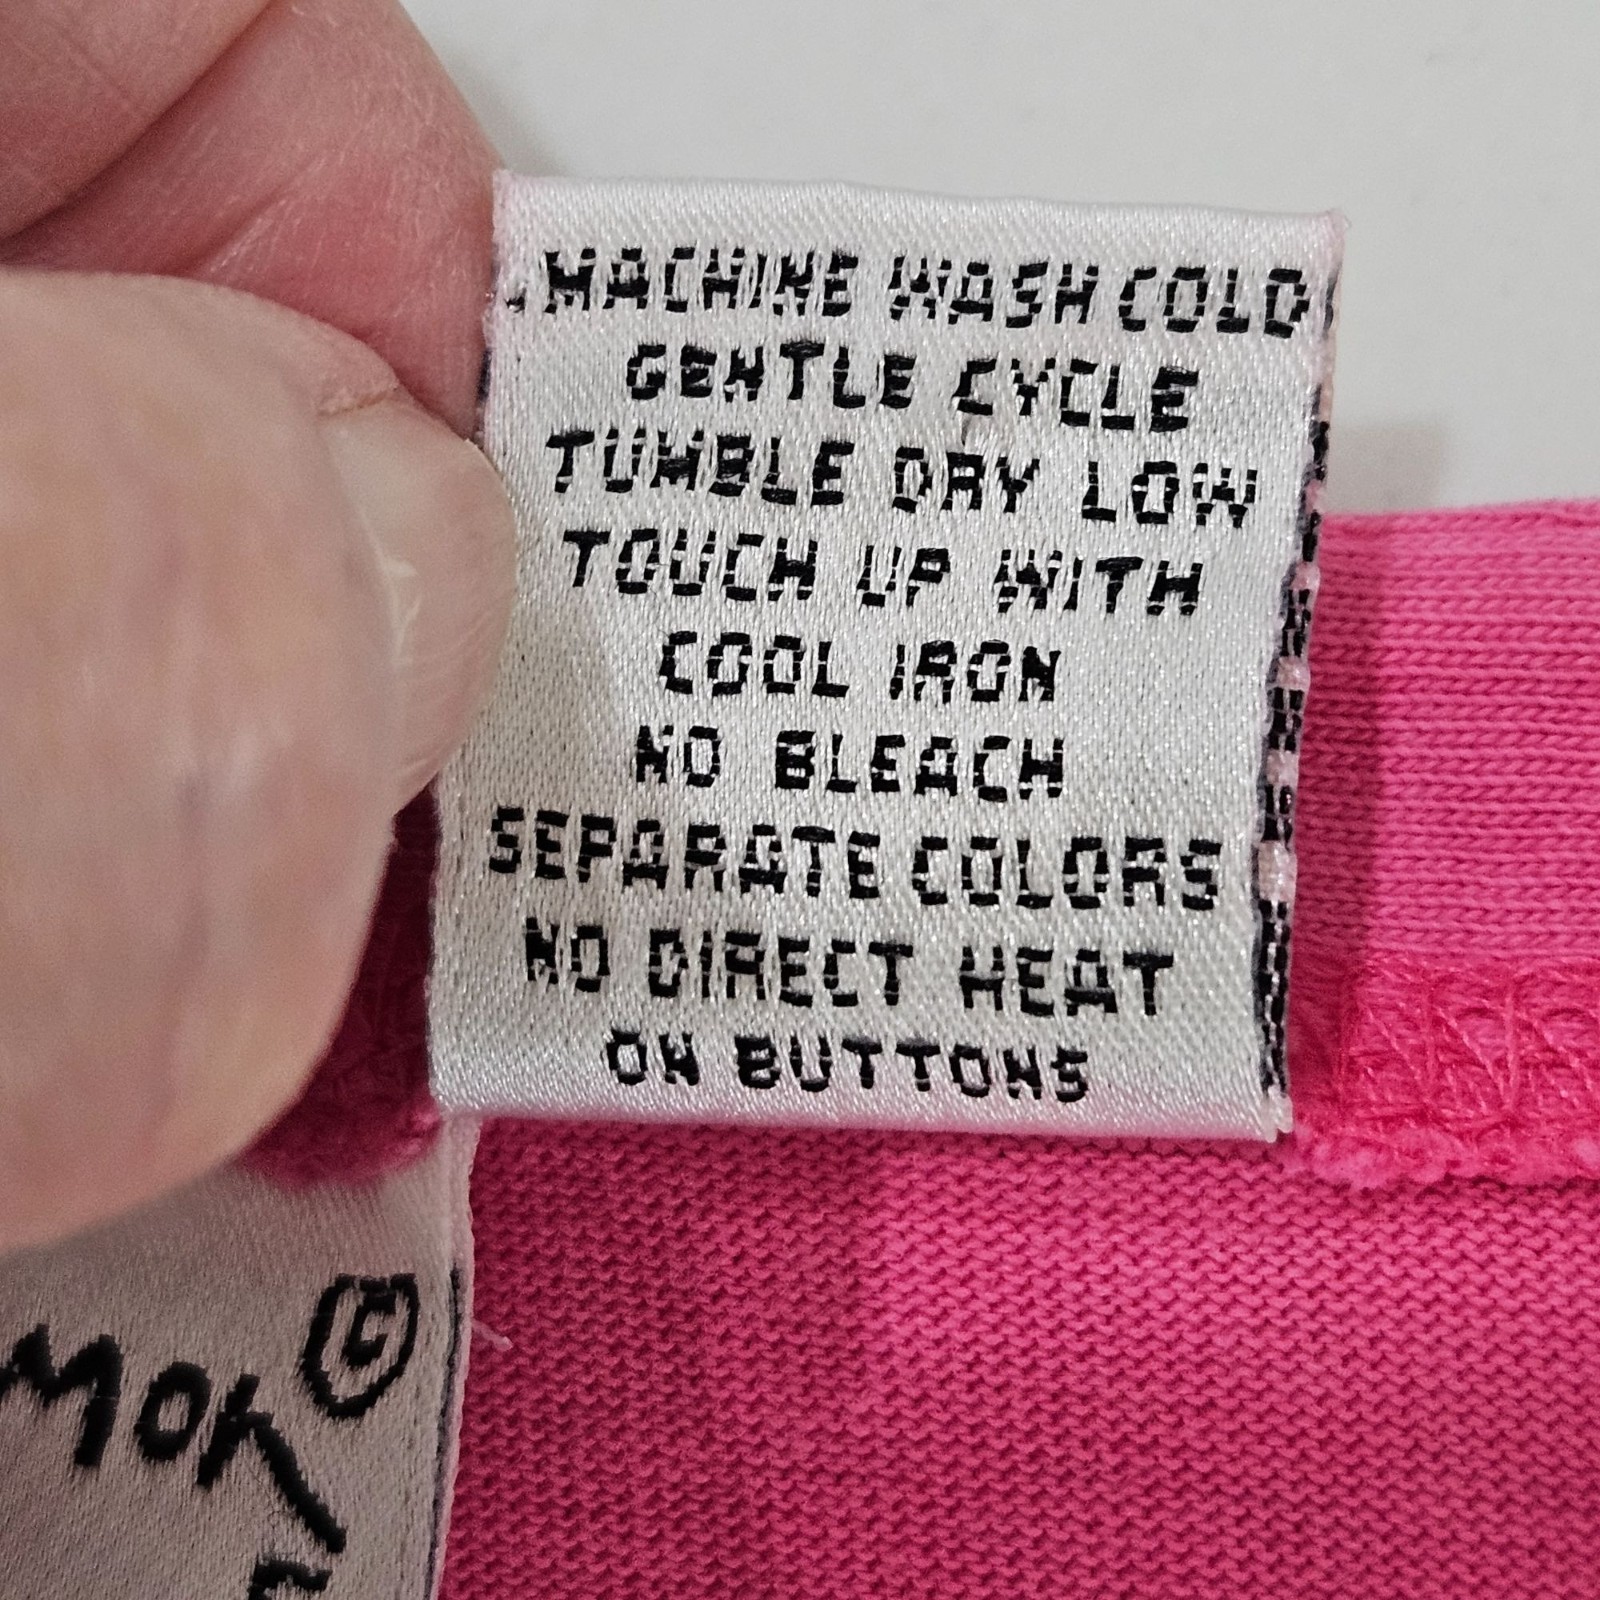 MACHINE WASH COLD
GENTLE CYCLE
TUMBLE DRY LOW
TOUCH UP WITH
COOL IRON
NO BLEACH
SEPARATE COLORS
NO DIRECT HEAT
ON BUTTONS
©